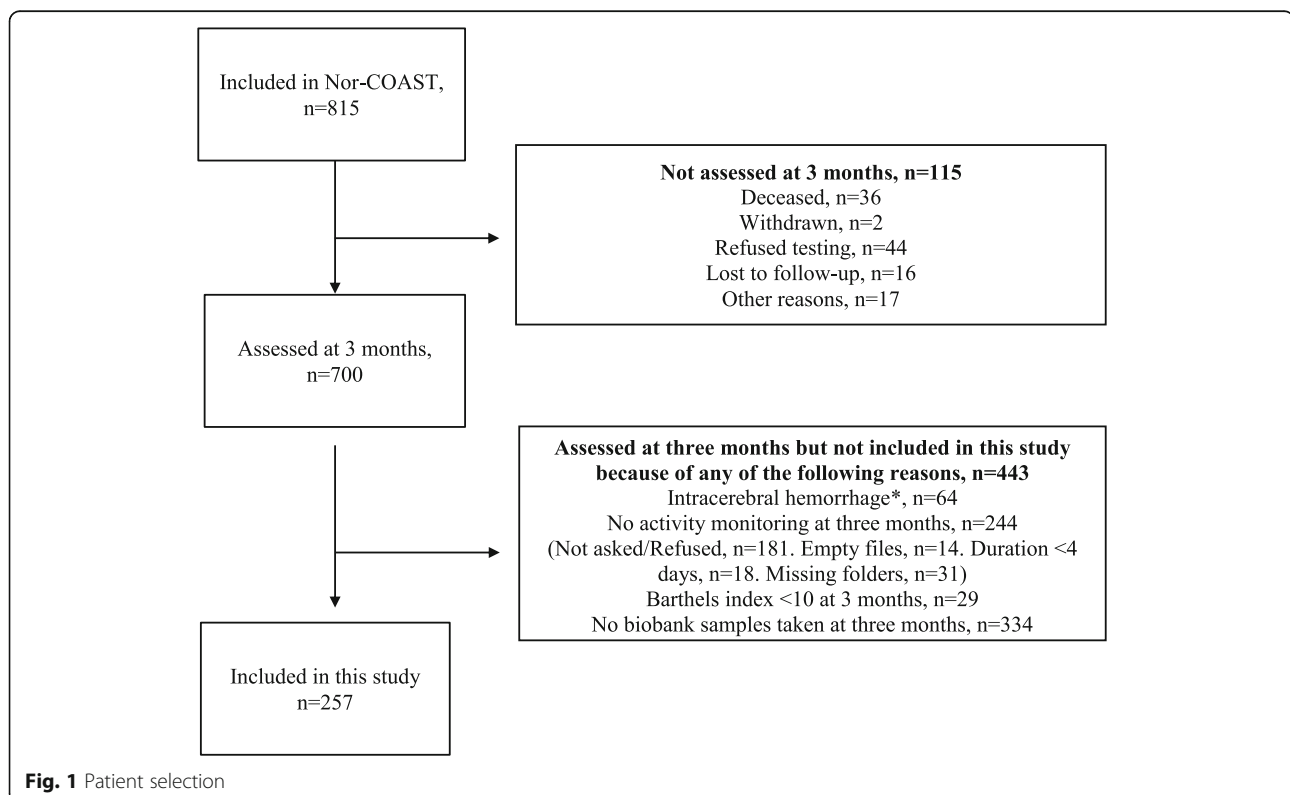 Included in Nor-COAST,
n=815
Not assessed at 3 months, n=115
Deceased, n=36
Withdrawn, n=2
Refused testing, n=44
Lost to follow-up, n=16
Other reasons, n=17
Assessed at 3 months,
n=700
Assessed at three months but not included in this study
because of any of the following reasons, n=443
Intracerebral hemorrhage*, n=64
No activity monitoring at three months, n=244
(Not asked/Refused, n=181. Empty files, n=14. Duration <4
days, n=18. Missing folders, n=31)
Barthels index <10 at 3 months, n=29
No biobank samples taken at three months, n=334
Included in this study
n=257
Fig. 1 Patient selection